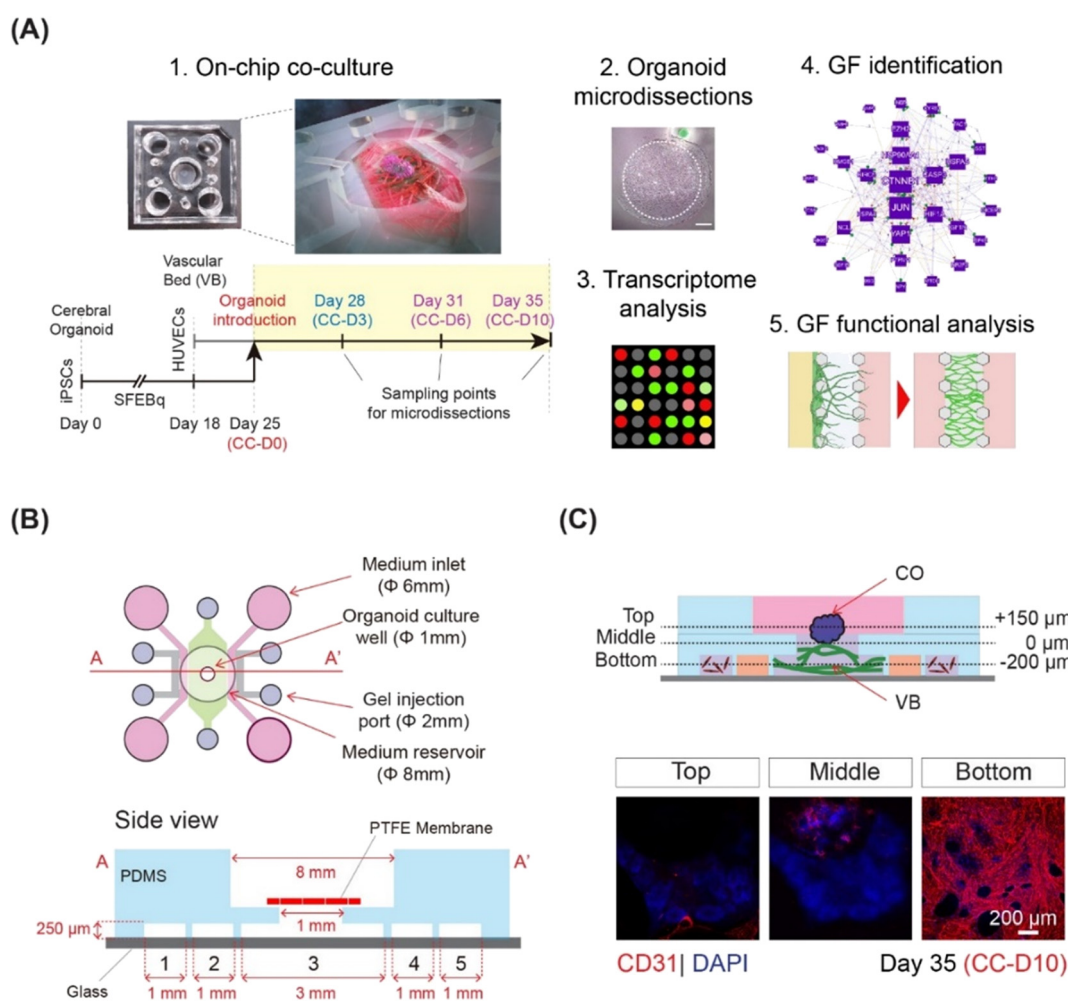 (A)
1. On-chip co-culture
2. Organoid
microdissections
4. GF identification
CTNNB1
JUN
YAP1
3. Transcriptome
analysis
5. GF functional analysis
Vascular
Bed (VB)
Cerebral
Organoid
iPSCs
HUVECs
Organoid
introduction
Day 28
(CC-D3)
Day 31
(CC-D6)
Day 35
(CC-D10)
SFEBq
Sampling points
for microdissections
Day 0
Day 18
Day 25
(CC-D0)
(B)
Medium inlet
(Φ 6mm)
Organoid culture
well (Φ 1mm)
A
A'
Gel injection
port (Φ 2mm)
Medium reservoir
(Φ 8mm)
Side view
PTFE Membrane
A
A'
PDMS
8 mm
1 mm
250 µm
1
2
3
4
5
Glass
1 mm
1 mm
3 mm
1 mm
1 mm
(C)
CO
Top
+150 µm
Middle
0 µm
Bottom
-200 µm
VB
Top
Middle
Bottom
200 µm
CD31| DAPI
Day 35 (CC-D10)